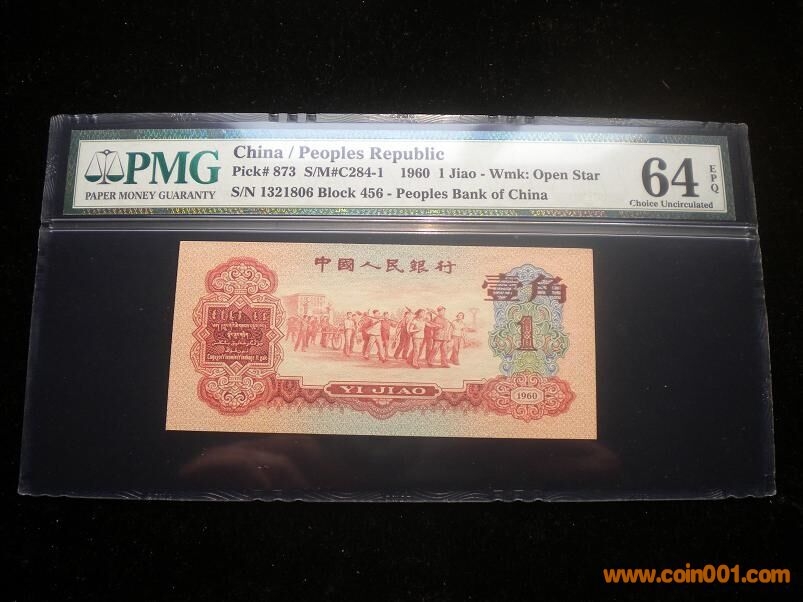 PMG
PAPER MONEY GUARANTY
China / Peoples Republic
Pick# 873 S/M#C284-1 1960 1 Jiao - Wmk: Open Star
S/N 1321806 Block 456 - Peoples Bank of China
64 EPQ
Choice Uncirculated
中國人民銀行
壹角
1
YI JIAO
1960
www.coin001.com